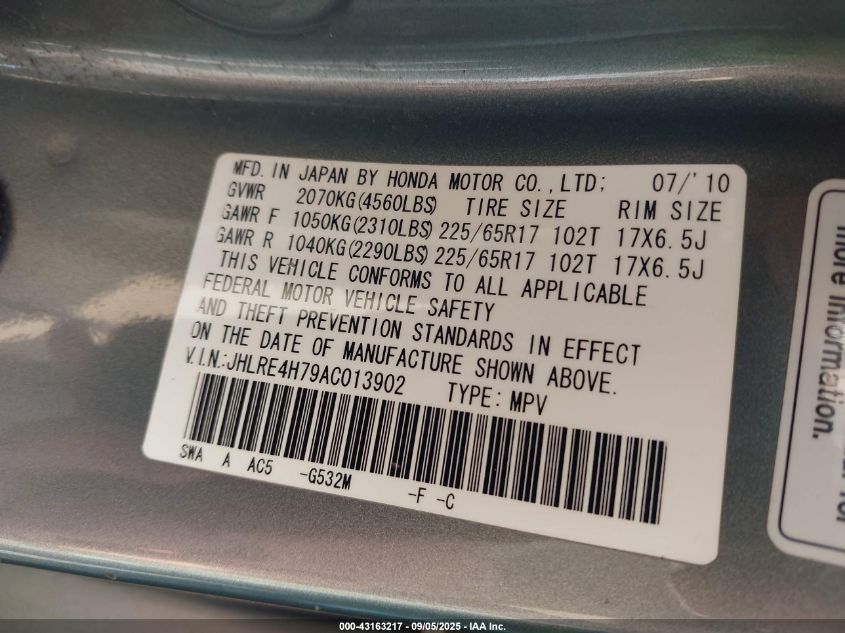 MFD. IN JAPAN BY HONDA MOTOR CO.,LTD; 07/'10
GVWR 2070KG(4560LBS) TIRE SIZE RIM SIZE
GAWR F 1050KG(2310LBS) 225/65R17 102T 17X6.5J
GAWR R 1040KG(2290LBS) 225/65R17 102T 17X6.5J
THIS VEHICLE CONFORMS TO ALL APPLICABLE
FEDERAL MOTOR VEHICLE SAFETY
AND THEFT PREVENTION STANDARDS IN EFFECT
ON THE DATE OF MANUFACTURE SHOWN ABOVE.
V.I.N.:JHLRE4H79AC013902 TYPE: MPV
SWA A AC5 -G532M -F -C
more information.
for
000-43163217 - 09/05/2025 - IAA Inc.